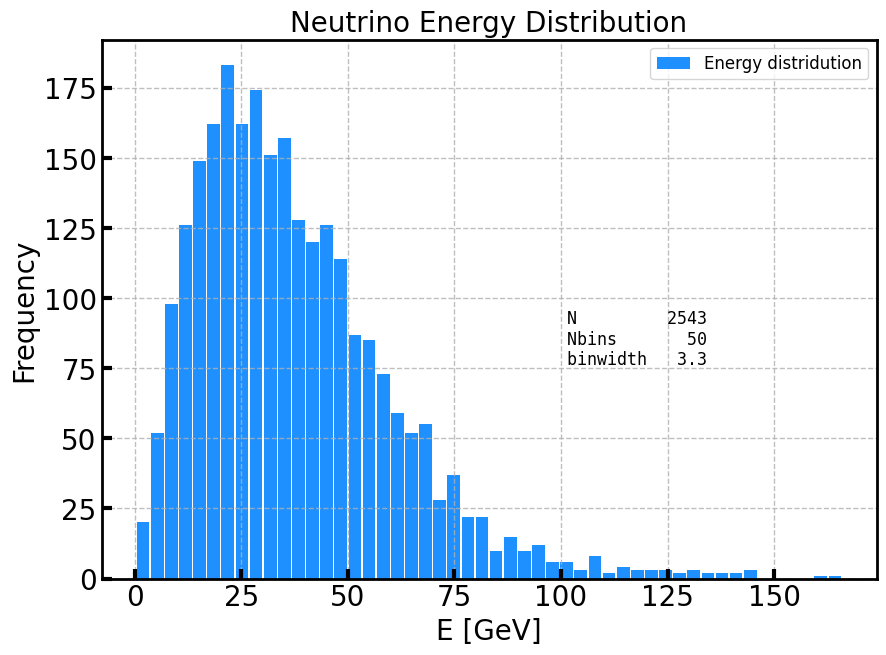 Neutrino Energy Distribution
Energy distridution
175
150
125
100
75
50
25
0
Frequency
N 2543
Nbins 50
binwidth 3.3
0 25 50 75 100 125 150
E [GeV]